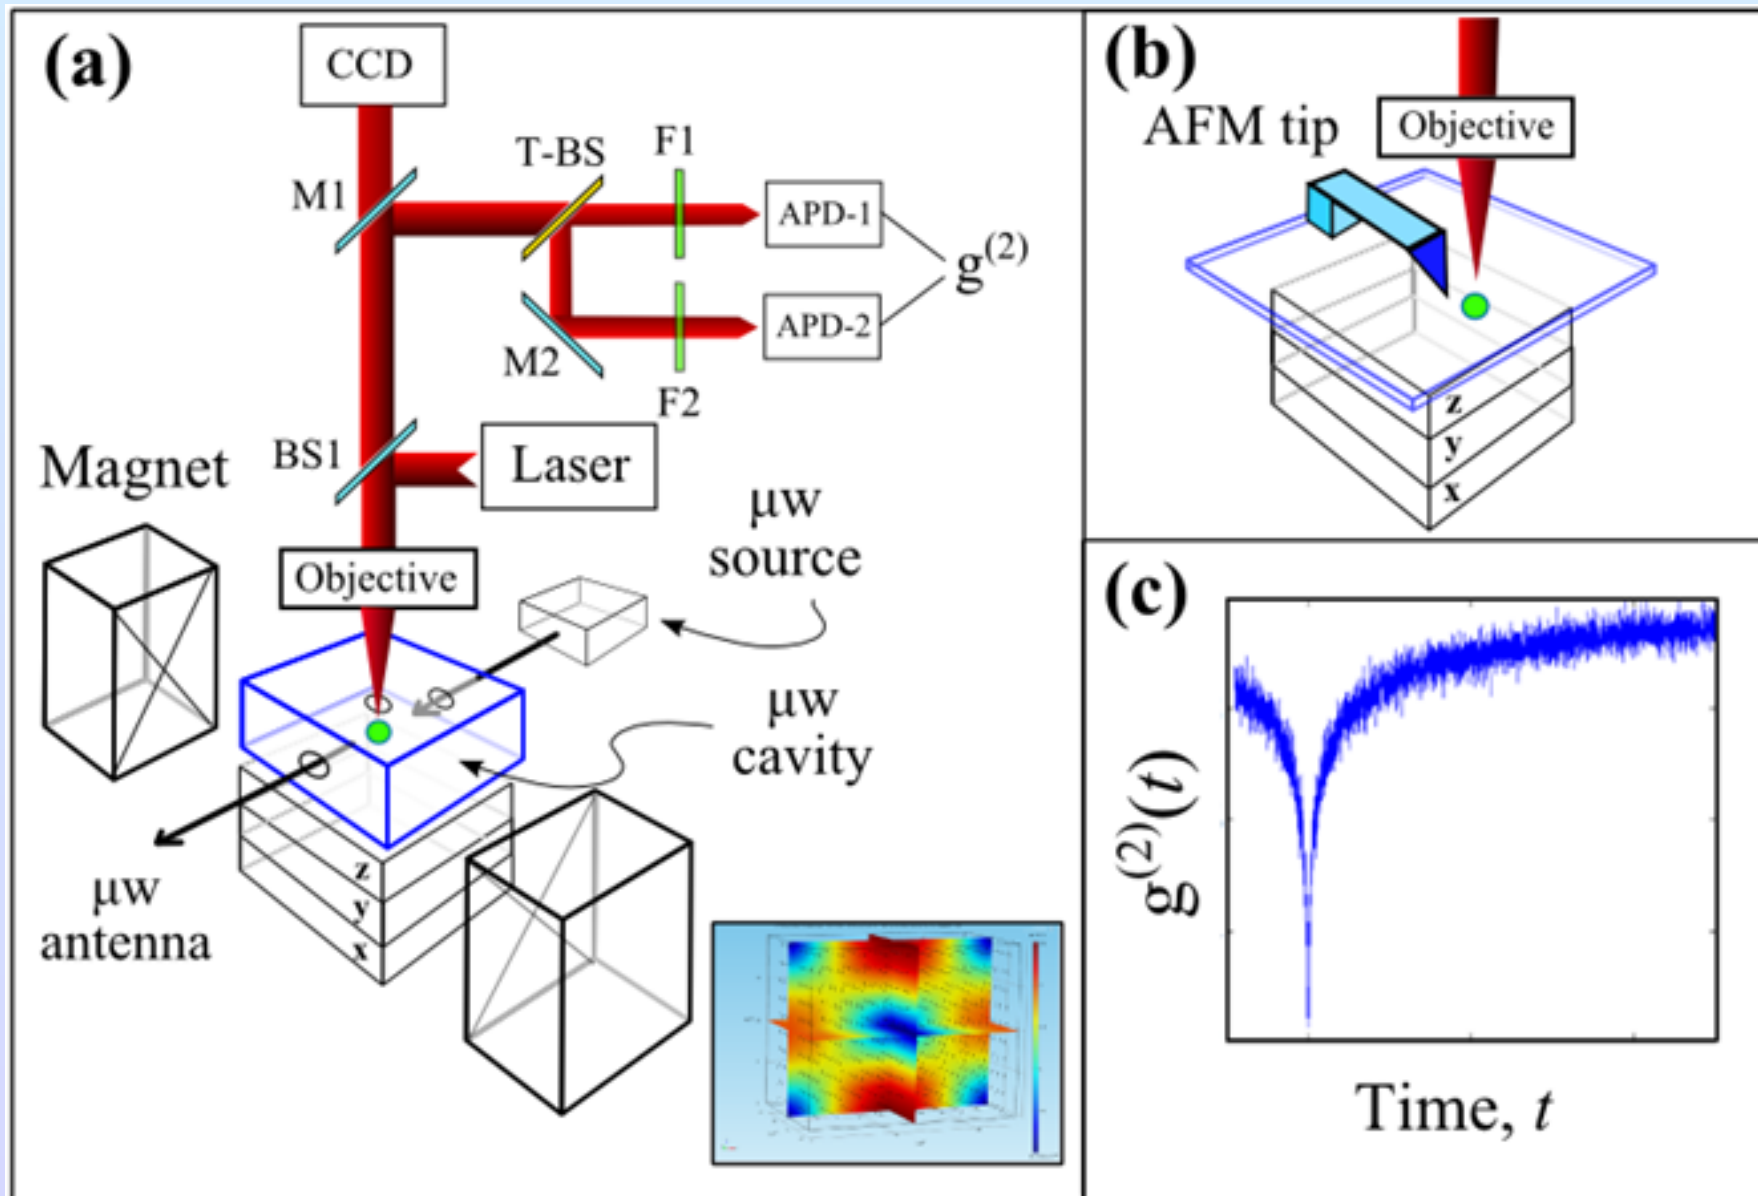 (a)
CCD
M1
T-BS
F1
APD-1
g(2)
APD-2
M2
F2
BS1
Laser
Magnet
Objective
μw
source
μw
cavity
μw
antenna
z
y
x
(b)
AFM tip
Objective
z
y
x
(c)
g(2)(t)
Time, t